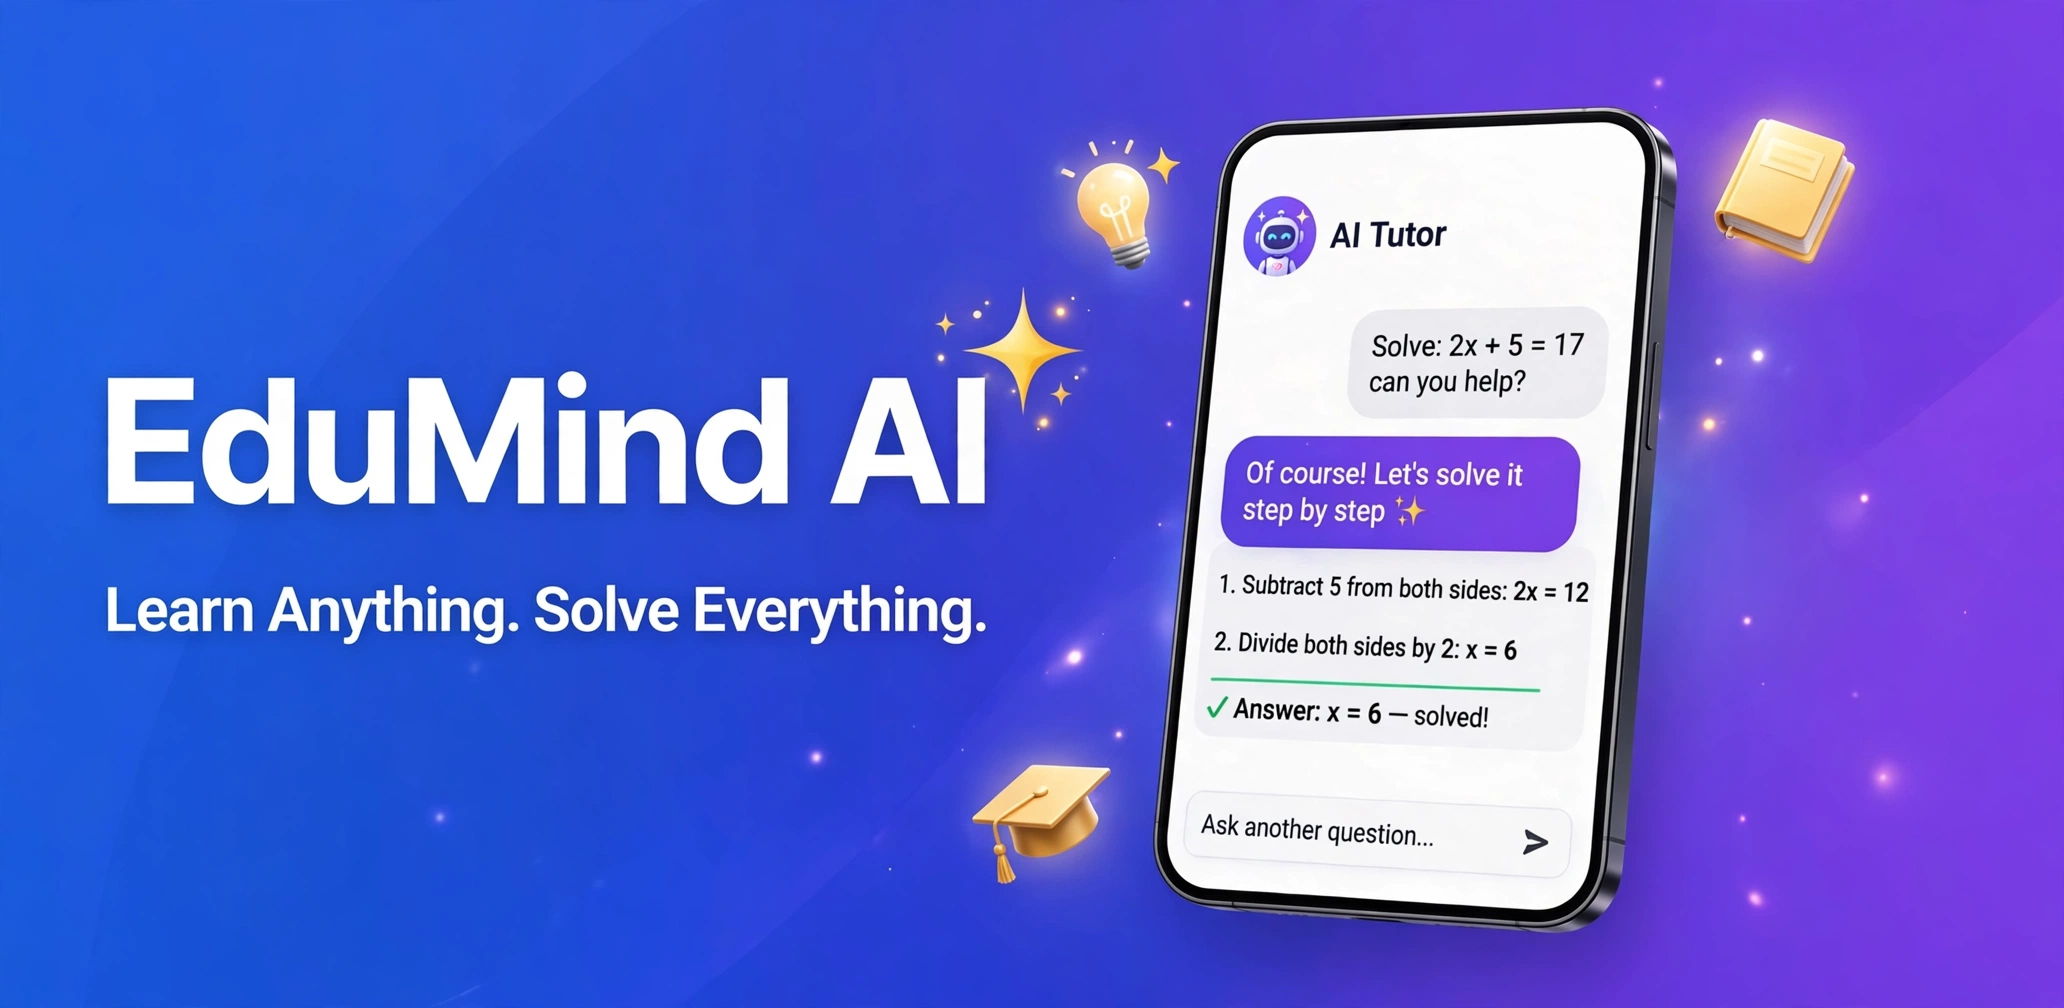 EduMind AI
Learn Anything. Solve Everything.
AI Tutor
Solve: 2x + 5 = 17
can you help?
Of course! Let's solve it
step by step ✨
1. Subtract 5 from both sides: 2x = 12
2. Divide both sides by 2: x = 6
✓ Answer: x = 6 — solved!
Ask another question...